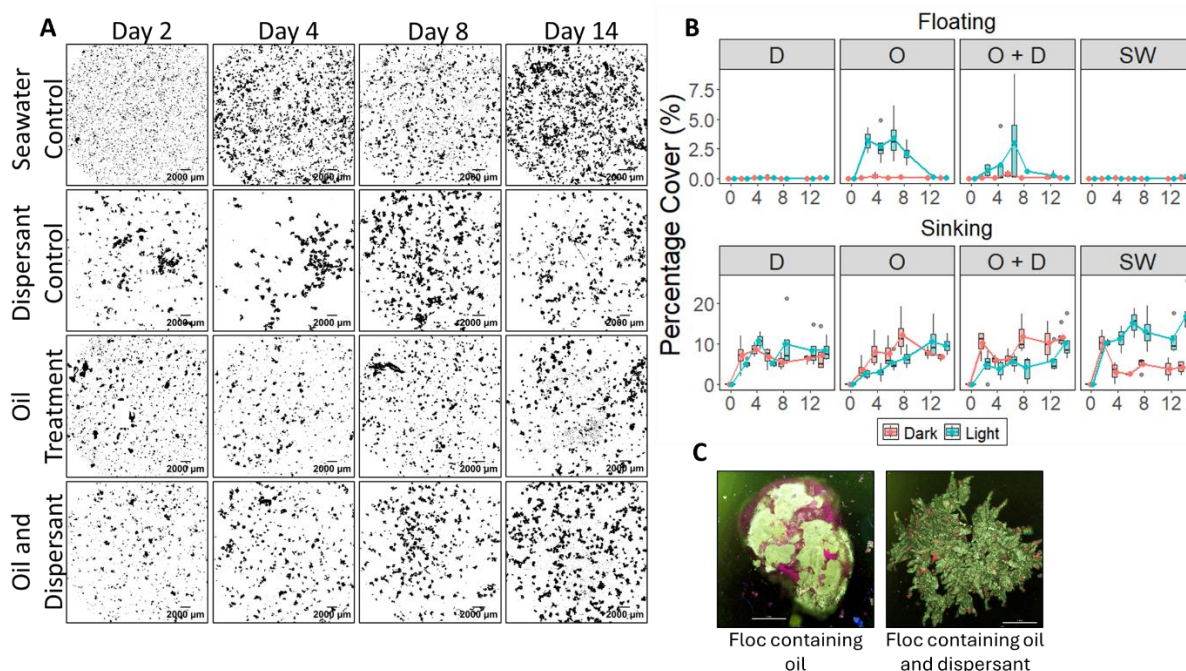 A
Day 2 Day 4 Day 8 Day 14
Seawater
Control
2000 µm 2000 µm 2000 µm 2000 µm
Dispersant
Control
2000 µm 2000 µm 2000 µm 2000 µm
Oil
Treatment
2000 µm 2000 µm 2000 µm 2000 µm
Oil and
Dispersant
2000 µm 2000 µm 2000 µm 2000 µm
B
Floating
D O O + D SW
Percentage Cover (%)
7.5
5.0
2.5
0.0
0 4 8 12 0 4 8 12 0 4 8 12 0 4 8 12
Sinking
D O O + D SW
20
10
0
0 4 8 12 0 4 8 12 0 4 8 12 0 4 8 12
Dark Light
C
Floc containing
oil
Floc containing oil
and dispersant